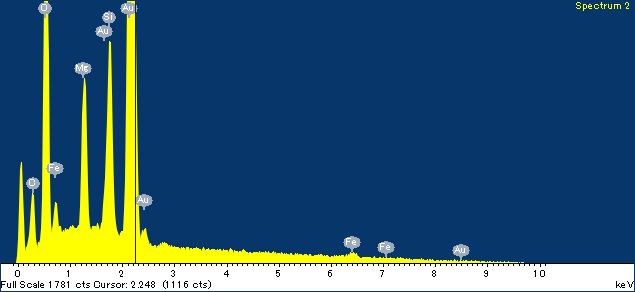 Spectrum 2
O
Au
Si
Au
Mg
Fe
Au
Fe
Fe
Au
0 1 2 3 4 5 6 7 8 9 10
Full Scale 1781 cts Cursor: 2.248 (1116 cts) keV